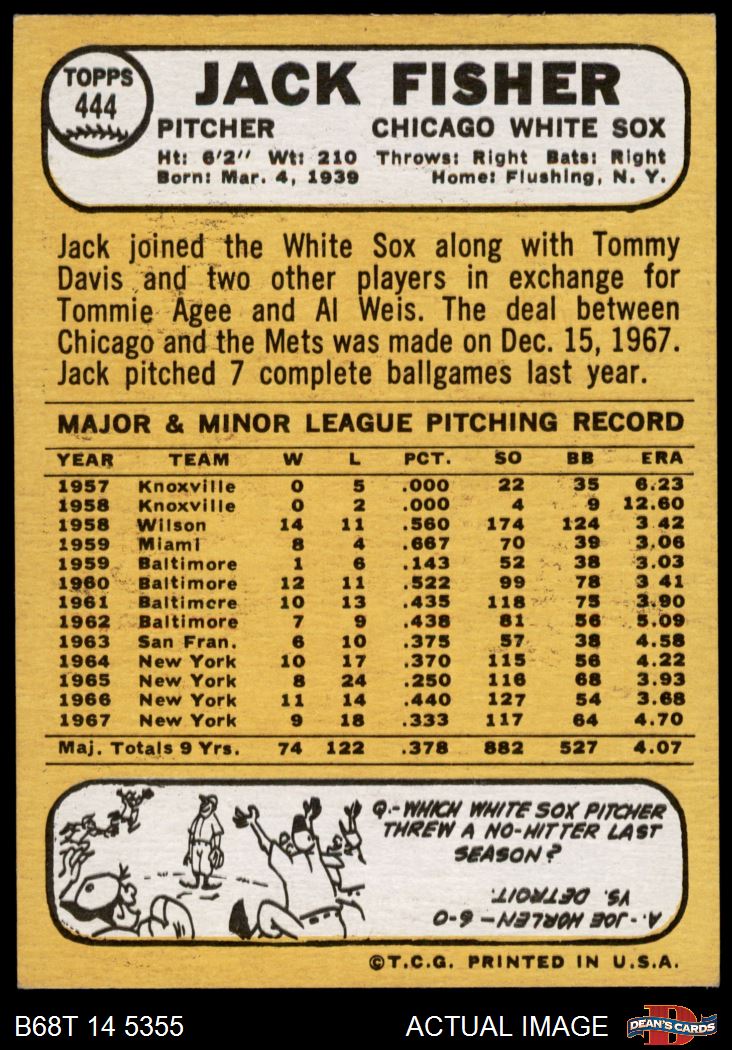 TOPPS
444
JACK FISHER
PITCHER CHICAGO WHITE SOX
Ht: 6'2" Wt: 210 Throws: Right Bats: Right
Born: Mar. 4, 1939 Home: Flushing, N. Y.
Jack joined the White Sox along with Tommy
Davis and two other players in exchange for
Tommie Agee and Al Weis. The deal between
Chicago and the Mets was made on Dec. 15, 1967.
Jack pitched 7 complete ballgames last year.
MAJOR & MINOR LEAGUE PITCHING RECORD
YEAR TEAM W L PCT. SO BB ERA
1957 Knoxville 0 5 .000 22 35 6.23
1958 Knoxville 0 2 .000 4 9 12.60
1958 Wilson 14 11 .560 174 124 3.42
1959 Miami 8 4 .667 70 39 3.06
1959 Baltimore 1 6 .143 52 38 3.03
1960 Baltimore 12 11 .522 99 78 3.41
1961 Baltimore 10 13 .435 118 75 3.90
1962 Baltimore 7 9 .438 81 56 5.09
1963 San Fran. 6 10 .375 57 38 4.58
1964 New York 10 17 .370 115 56 4.22
1965 New York 8 24 .250 116 68 3.93
1966 New York 11 14 .440 127 54 3.68
1967 New York 9 18 .333 117 64 4.70
Maj. Totals 9 Yrs. 74 122 .378 882 527 4.07
Q.-WHICH WHITE SOX PITCHER
THREW A NO-HITTER LAST
SEASON?
A.-JOE HORLEN-6-0
VS. DETROIT.
©T.C.G. PRINTED IN U.S.A.
B68T 14 5355 ACTUAL IMAGE D DEAN'S CARDS